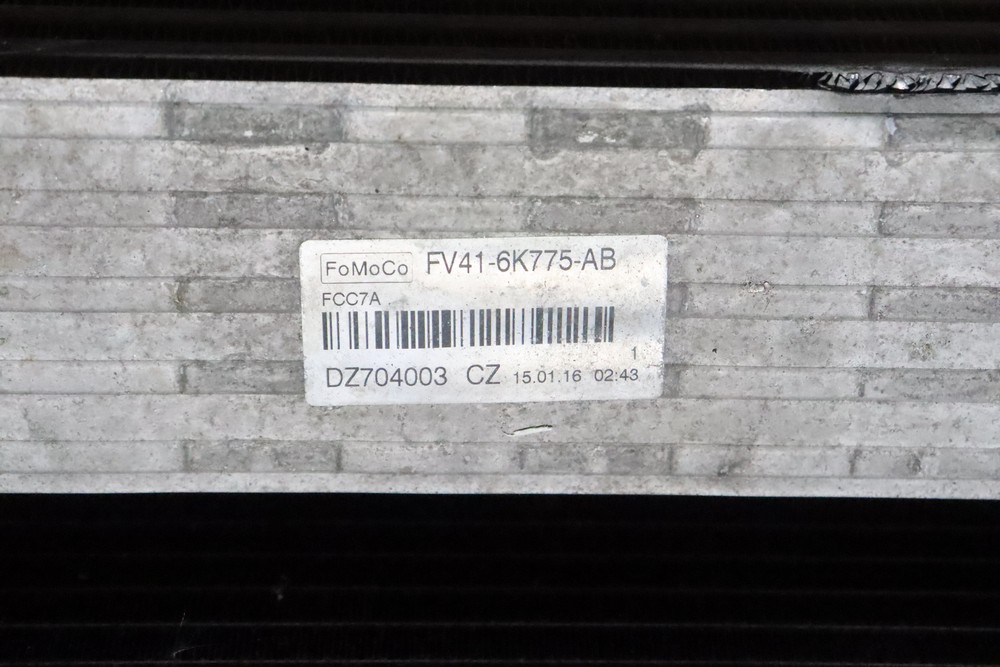 FoMoCo FV41-6K775-AB
FCC7A
1
DZ704003 CZ 15.01.16 02:43